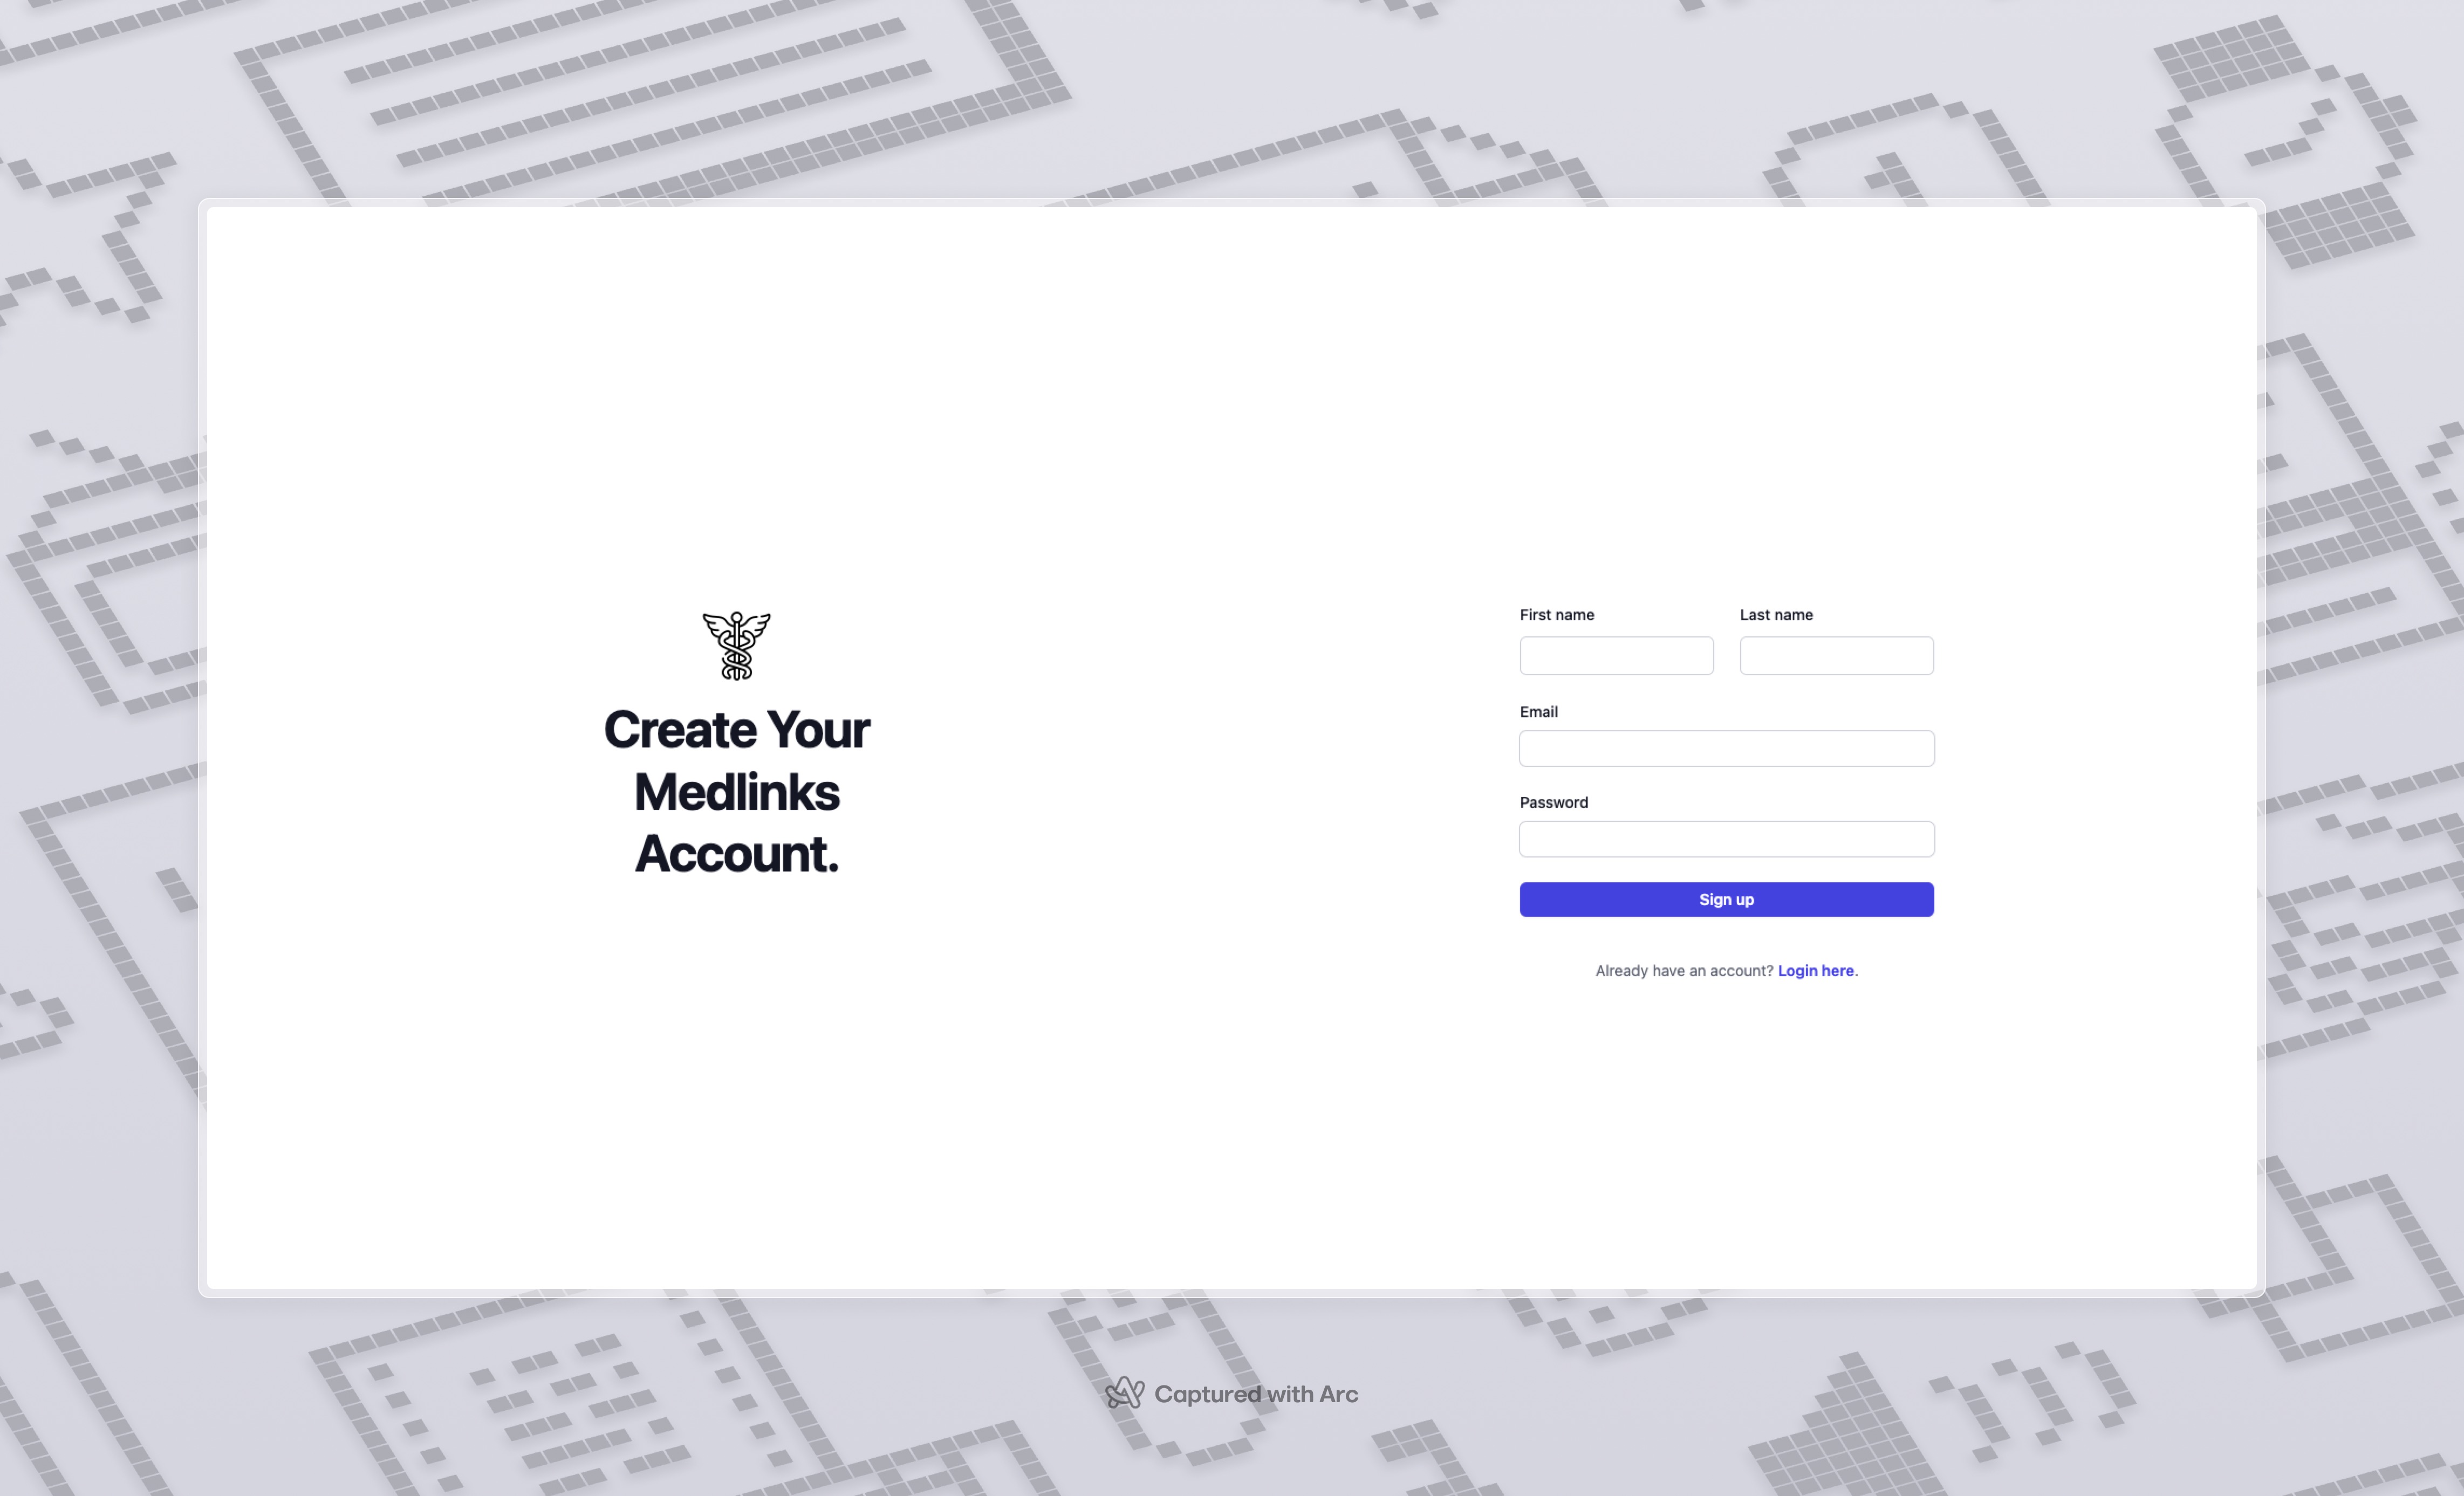 Create Your
Medlinks
Account.
First name
Last name
Email
Password
Sign up
Already have an account? Login here.
Captured with Arc